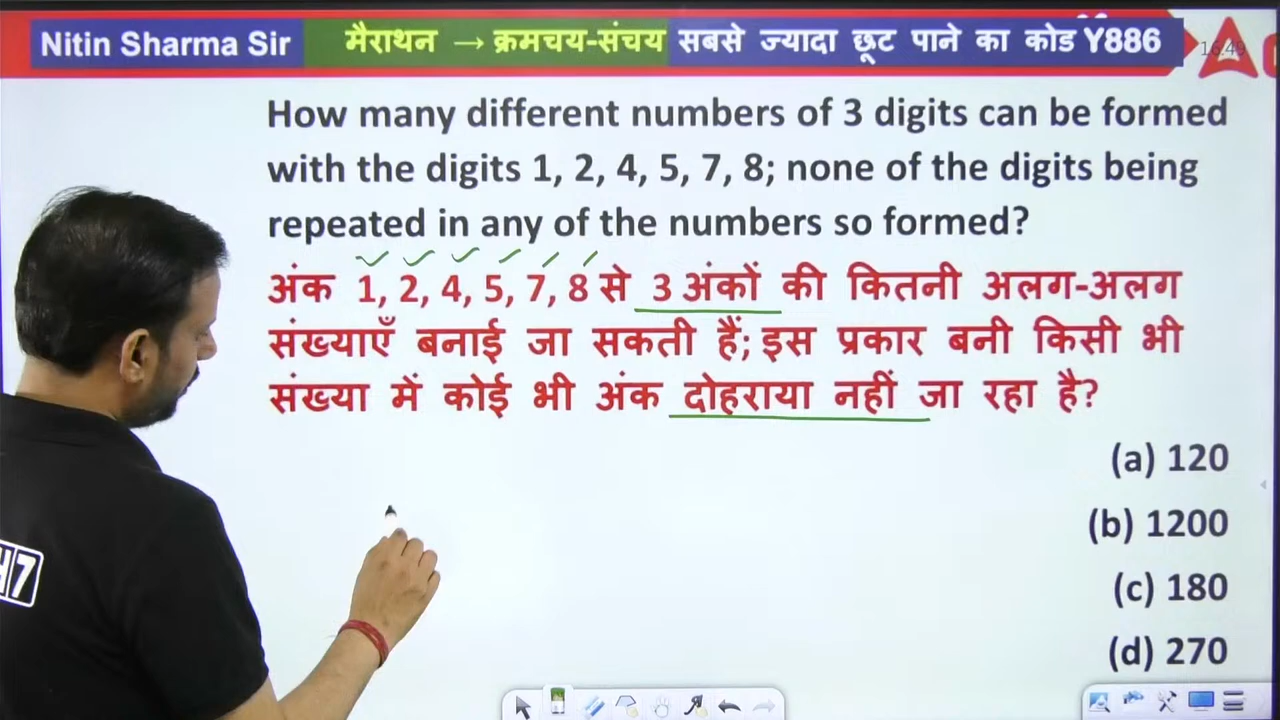 Nitin Sharma Sir मैराथन → क्रमचय-संचय सबसे ज्यादा छूट पाने का कोड Y886
16:49
How many different numbers of 3 digits can be formed
with the digits 1, 2, 4, 5, 7, 8; none of the digits being
repeated in any of the numbers so formed?
अंक 1, 2, 4, 5, 7, 8 से 3 अंकों की कितनी अलग-अलग
संख्याएँ बनाई जा सकती हैं; इस प्रकार बनी किसी भी
संख्या में कोई भी अंक दोहराया नहीं जा रहा है?
(a) 120
(b) 1200
(c) 180
(d) 270